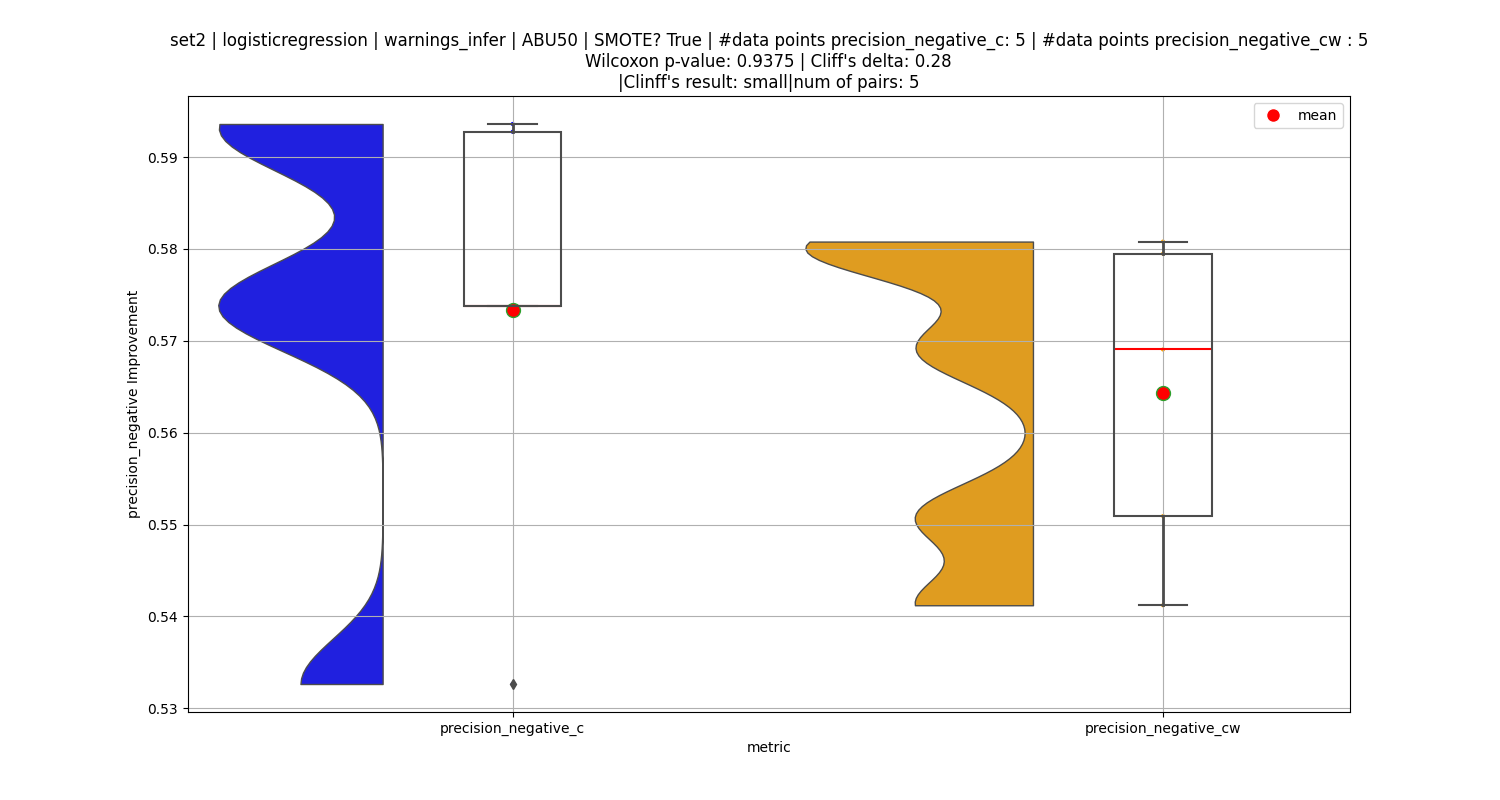 set2 | logisticregression | warnings_infer | ABU50 | SMOTE? True | #data points precision_negative_c: 5 | #data points precision_negative_cw : 5
Wilcoxon p-value: 0.9375 | Cliff's delta: 0.28
|Clinff's result: small|num of pairs: 5
mean
0.59
0.58
0.57
0.56
0.55
0.54
0.53
precision_negative Improvement
precision_negative_c
precision_negative_cw
metric